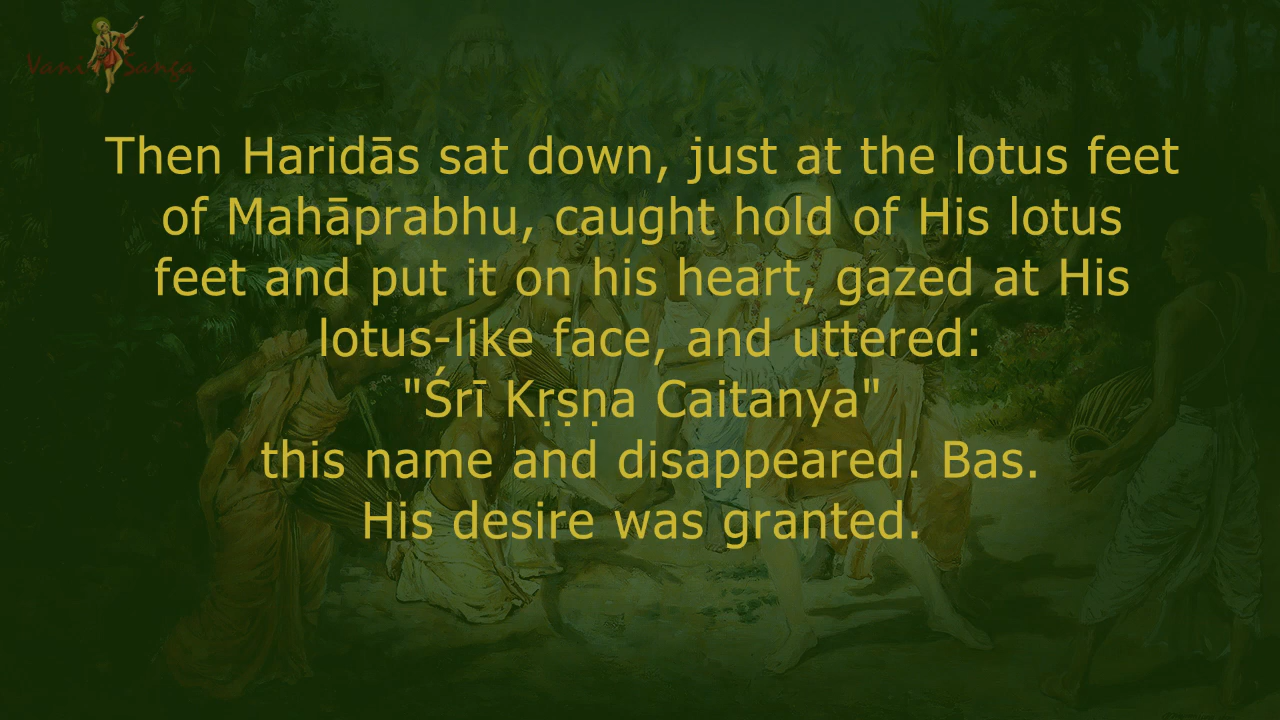 Vani Sanga
Then Haridās sat down, just at the lotus feet
of Mahāprabhu, caught hold of His lotus
feet and put it on his heart, gazed at His
lotus-like face, and uttered:
"Śrī Kṛṣṇa Caitanya"
this name and disappeared. Bas.
His desire was granted.